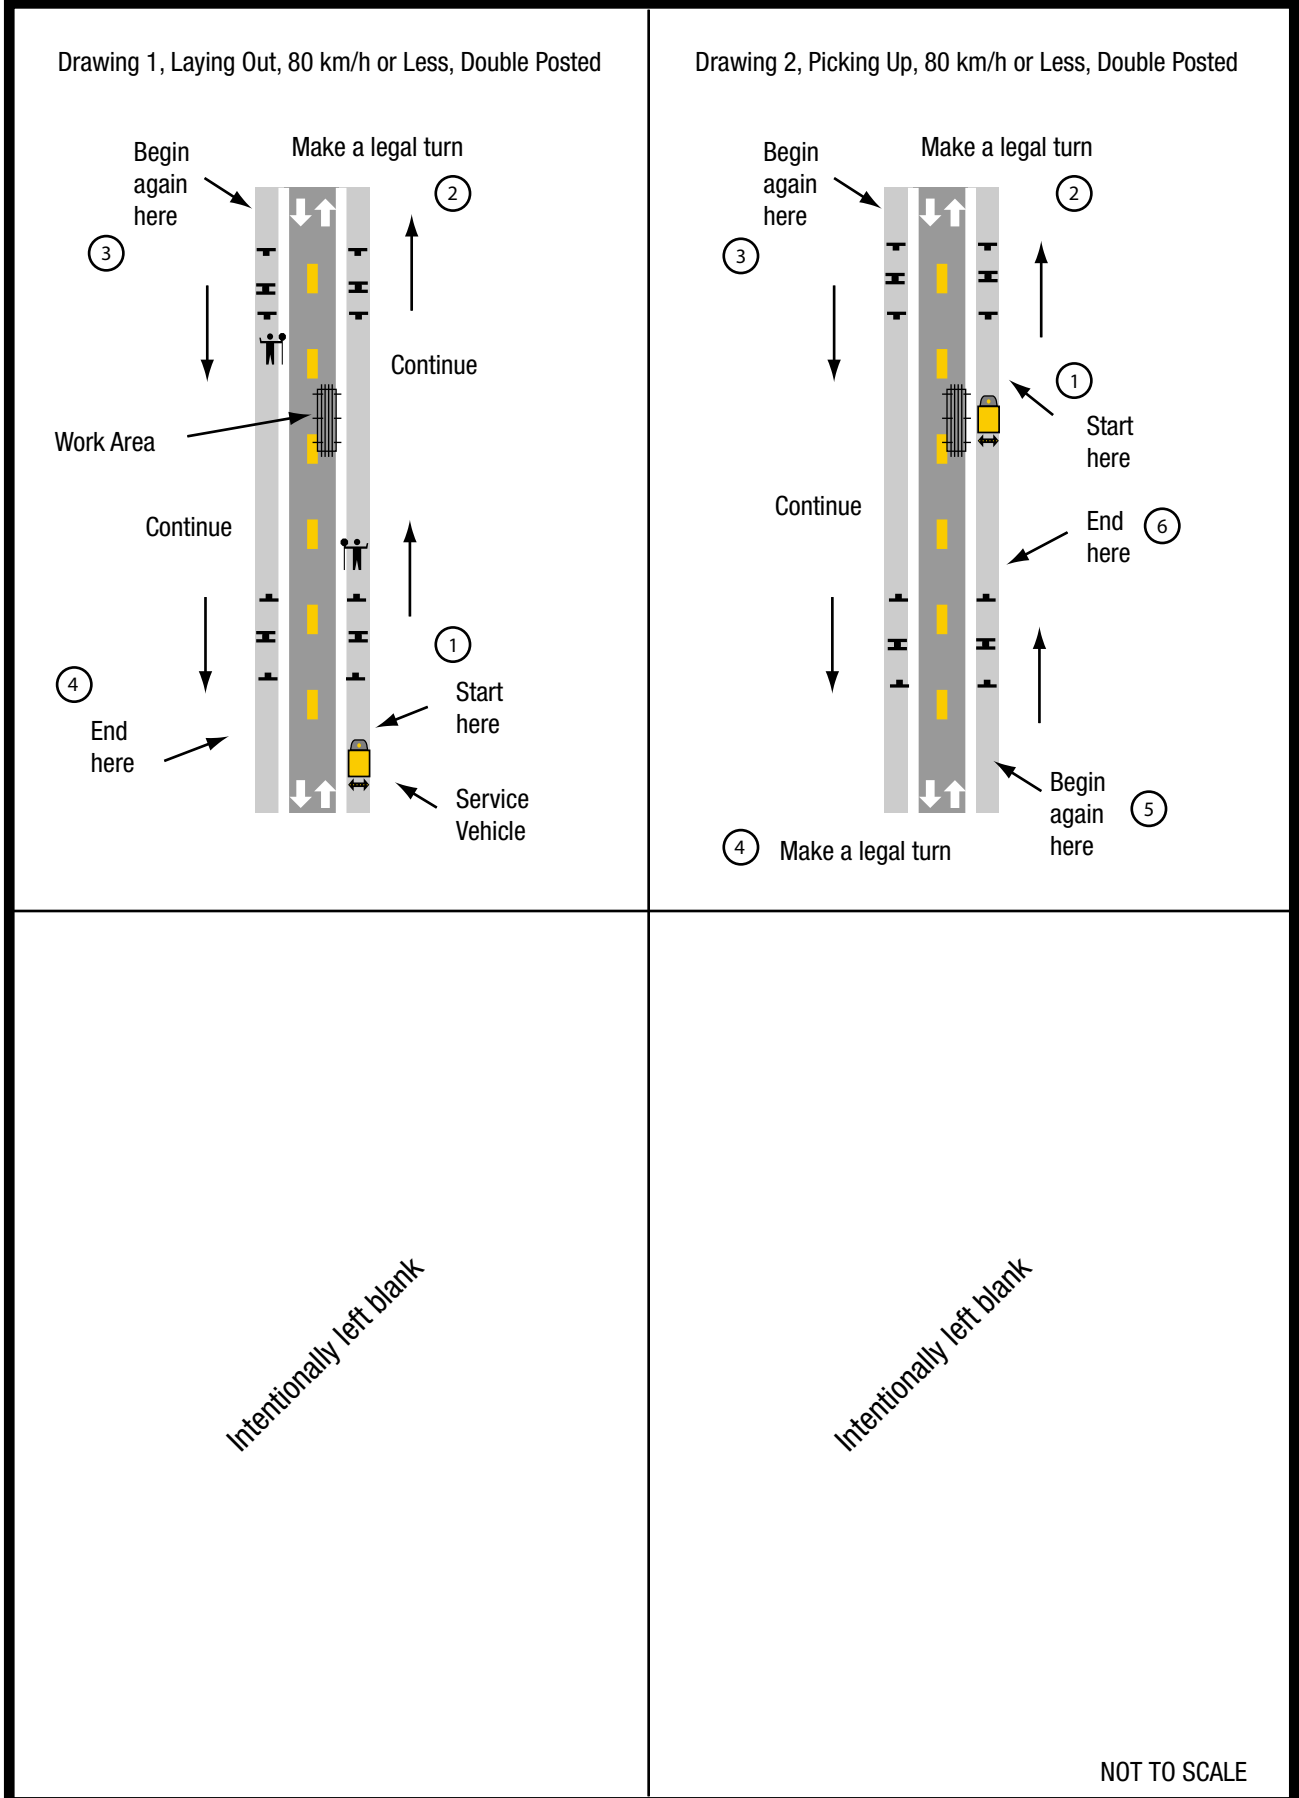 Drawing 1, Laying Out, 80 km/h or Less, Double Posted
Make a legal turn
Begin
again
here
2
3
Continue
Work Area
Continue
1
4
Start
here
End
here
Service
Vehicle
Drawing 2, Picking Up, 80 km/h or Less, Double Posted
Make a legal turn
Begin
again
here
2
3
1
Start
here
Continue
End
here
6
Begin
again
here
5
4
Make a legal turn
Intentionally left blank
Intentionally left blank
NOT TO SCALE